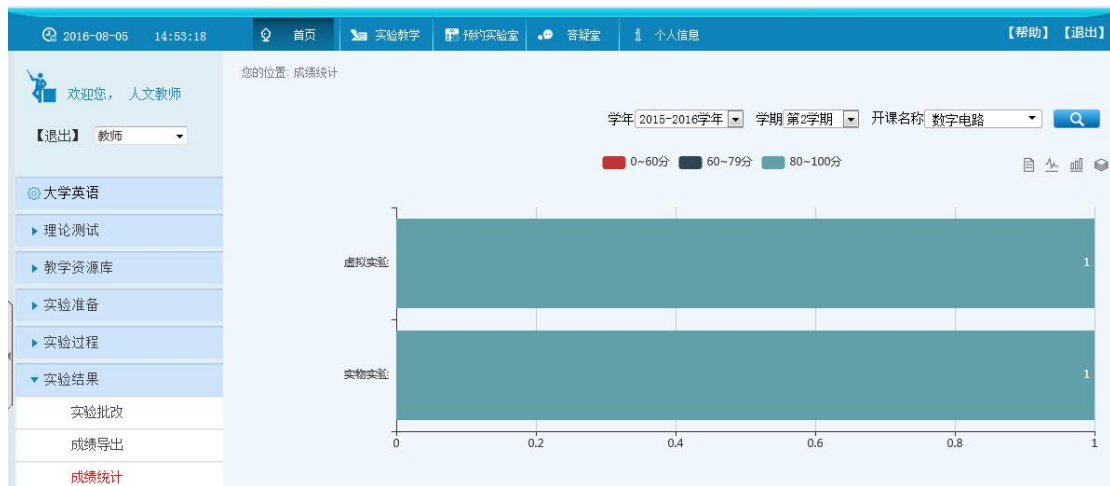 2016-08-05 14:53:18 首页 实验教学 预约实验室 答疑室 个人信息 【帮助】 【退出】
欢迎您， 人文教师
【退出】 教师
大学英语
理论测试
教学资源库
实验准备
实验过程
实验结果
实验批改
成绩导出
成绩统计
您的位置: 成绩统计
学年 2015-2016学年 学期 第2学期 开课名称 数字电路
0~60分 60~79分 80~100分
虚拟实验 1
实物实验 1
0 0.2 0.4 0.6 0.8 1